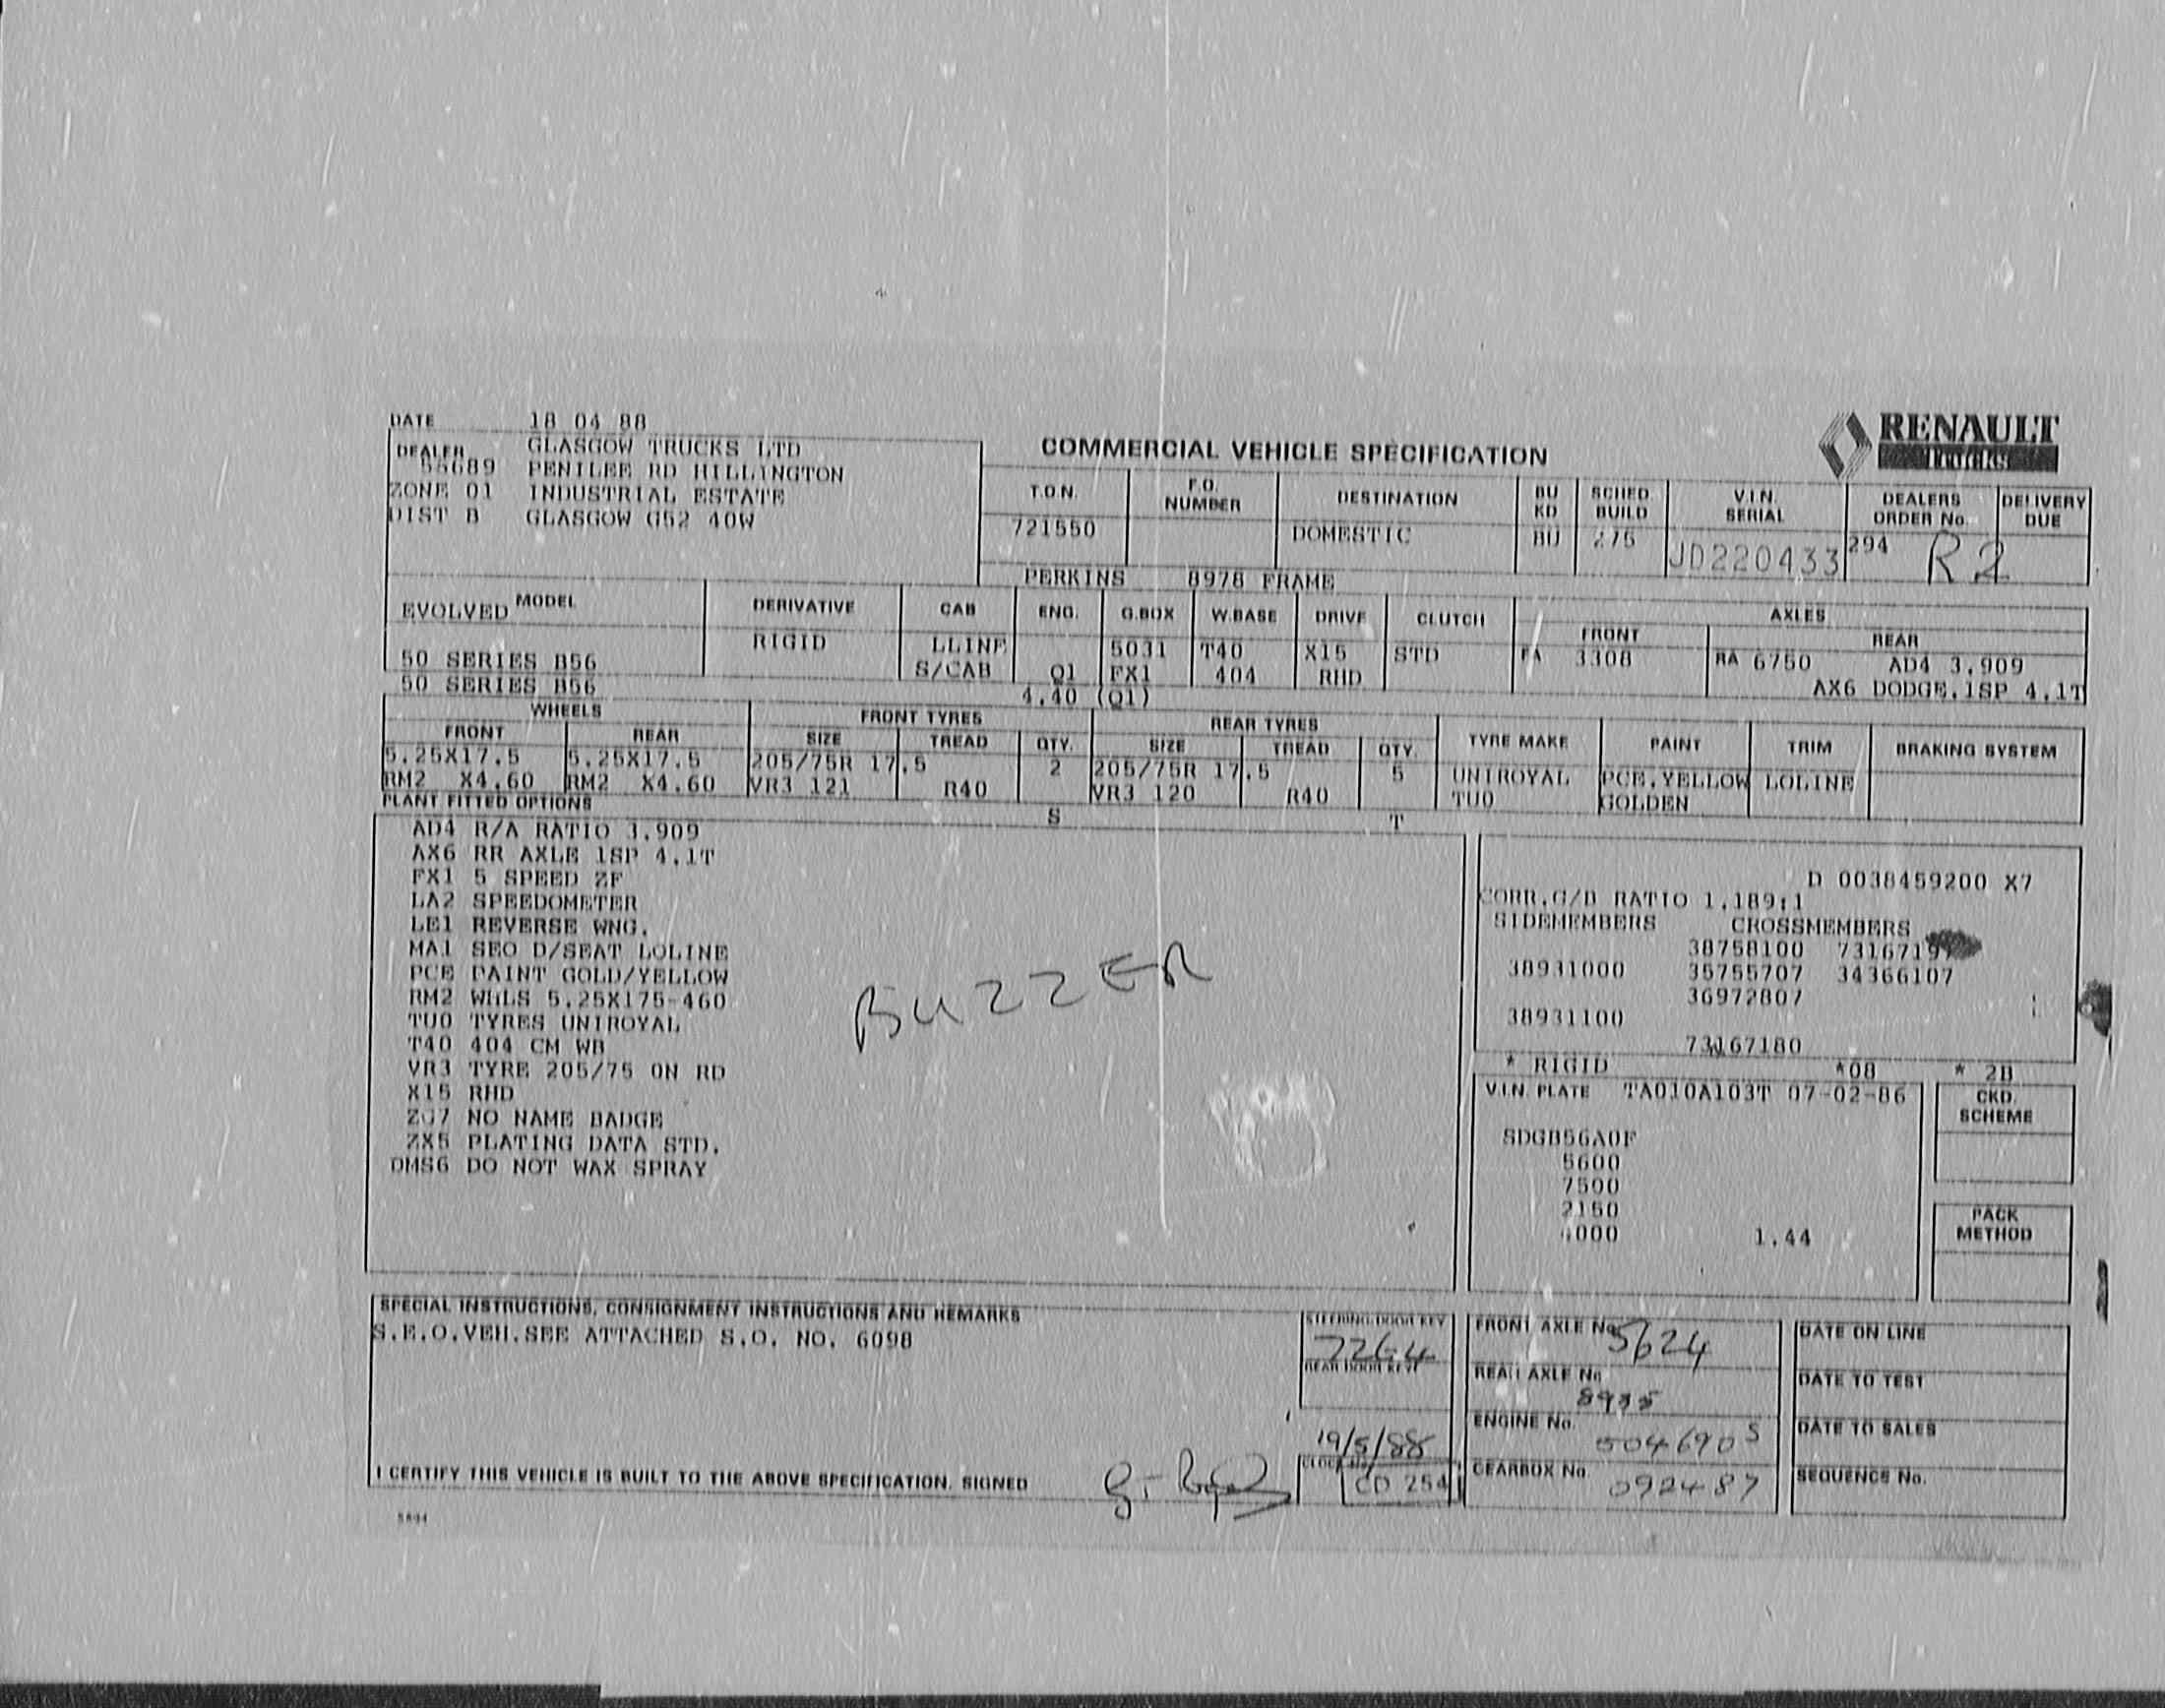 DATE 18 04 88
RENAULT
Trucks
DEALER GLASGOW TRUCKS LTD
55689 PENILEE RD HILLINGTON
ZONE 01 INDUSTRIAL ESTATE
DIST B GLASGOW G52 4OW
COMMERCIAL VEHICLE SPECIFICATION
T.O.N. F.O. NUMBER DESTINATION BU KD SCHED BUILD V.I.N. SERIAL DEALERS ORDER No. DELIVERY DUE
721550 DOMESTIC BU 275 JD220433 294 R2
PERKINS 8978 FRAME
EVOLVED MODEL DERIVATIVE CAB ENG. G.BOX W.BASE DRIVE CLUTCH AXLES
FRONT REAR
RIGID LLINE 5031 T40 X15 STD FA 3308 RA 6750 AD4 3.909
50 SERIES B56 S/CAB Q1 FX1 404 RHD AX6 DODGE.1SP 4.1T
50 SERIES B56 4.40 (Q1)
WHEELS FRONT TYRES REAR TYRES
FRONT REAR SIZE TREAD QTY. SIZE TREAD QTY. TYRE MAKE PAINT TRIM BRAKING SYSTEM
5.25X17.5 5.25X17.5 205/75R 17.5 2 205/75R 17.5 5 UNIROYAL PCE.YELLOW LOLINE
RM2 X4.60 RM2 X4.60 VR3 121 R40 VR3 120 R40 TU0 GOLDEN
PLANT FITTED OPTIONS S T
AD4 R/A RATIO 3.909
AX6 RR AXLE 1SP 4.1T
FX1 5 SPEED ZF
LA2 SPEEDOMETER
LE1 REVERSE WNG.
MA1 SEO D/SEAT LOLINE
PCE PAINT GOLD/YELLOW
RM2 WHLS 5.25X175-460
TU0 TYRES UNIROYAL
T40 404 CM WB
VR3 TYRE 205/75 ON RD
X15 RHD
ZG7 NO NAME BADGE
ZX5 PLATING DATA STD.
DMS6 DO NOT WAX SPRAY
BUZZER
D 0038459200 X7
CORR.G/B RATIO 1.189:1
SIDEMEMBERS CROSSMEMBERS
38758100
38931000 35755707 34366107
36972807
38931100
73167180
* RIGID *08 * 2B
V.I.N. PLATE TA010A103T 07-02-86
SDGB56A0F
5600
7500
2150
1.44
CKD. SCHEME
PACK METHOD
SPECIAL INSTRUCTIONS, CONSIGNMENT INSTRUCTIONS AND REMARKS
S.E.O.VEH.SEE ATTACHED S.O. NO. 6098
STEERING/DOOR KEY
7264
REAR DOOR KEY
19/5/88
CLOCK No.
CD 254
FRONT AXLE No. 5624
REAR AXLE No. 8935
ENGINE No. 504690S
GEARBOX No. 092487
DATE ON LINE
DATE TO TEST
DATE TO SALES
SEQUENCE No.
I CERTIFY THIS VEHICLE IS BUILT TO THE ABOVE SPECIFICATION. SIGNED